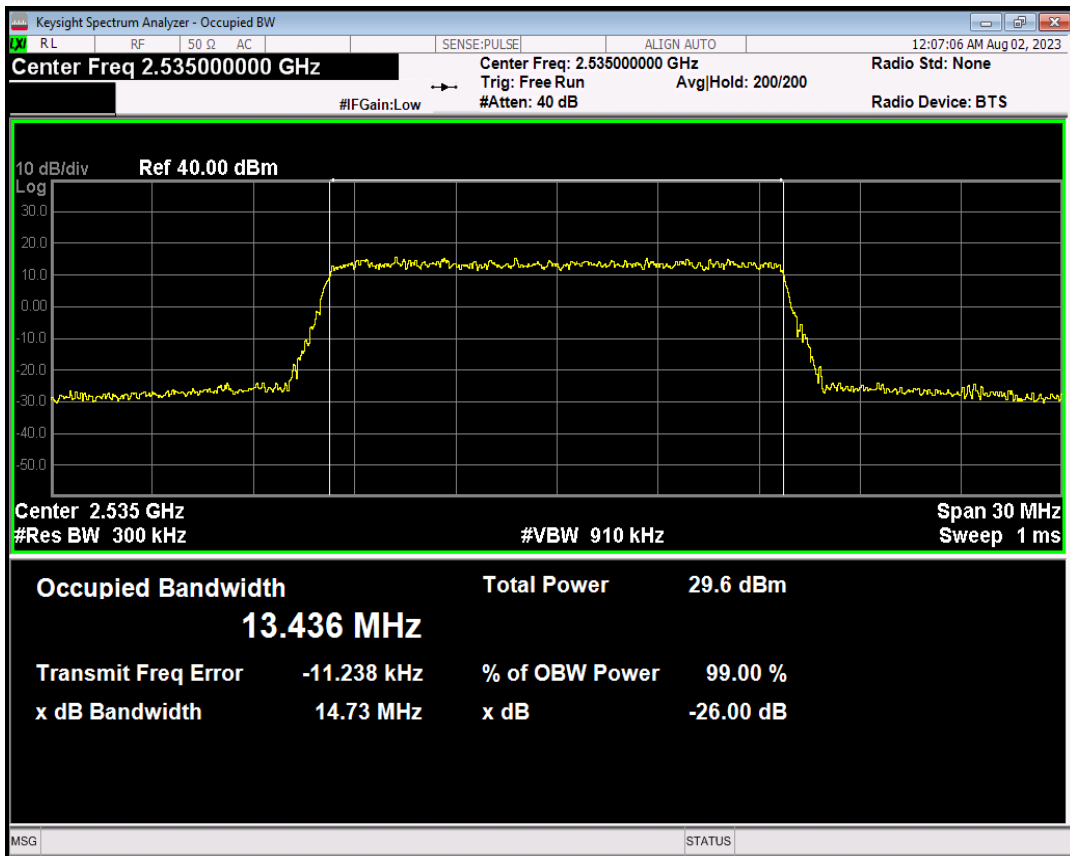 Keysight Spectrum Analyzer - Occupied BW
LXI RL RF 50 Ω AC SENSE:PULSE ALIGN AUTO 12:07:06 AM Aug 02, 2023
Center Freq 2.535000000 GHz Center Freq: 2.535000000 GHz Radio Std: None
Trig: Free Run Avg|Hold: 200/200
#IFGain:Low #Atten: 40 dB Radio Device: BTS
10 dB/div Ref 40.00 dBm
Log
30.0
20.0
10.0
0.00
-10.0
-20.0
-30.0
-40.0
-50.0
Center 2.535 GHz Span 30 MHz
#Res BW 300 kHz #VBW 910 kHz Sweep 1 ms
Occupied Bandwidth Total Power 29.6 dBm
13.436 MHz
Transmit Freq Error -11.238 kHz % of OBW Power 99.00 %
x dB Bandwidth 14.73 MHz x dB -26.00 dB
MSG STATUS